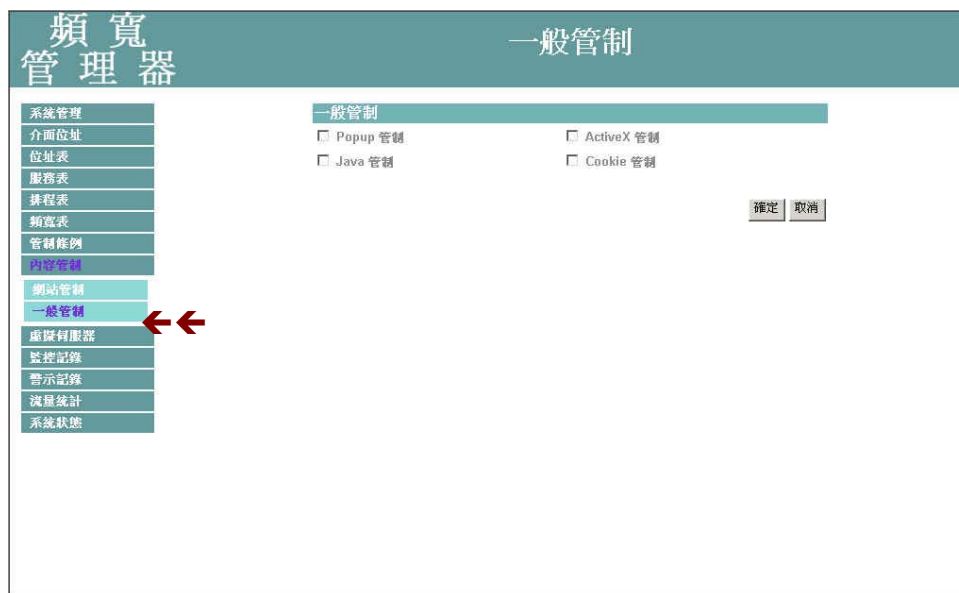 頻 寬
管 理 器
一般管制
系統管理
介面位址
位址表
服務表
排程表
頻寬表
管制條例
內容管制
網站管制
一般管制
虛擬伺服器
監控記錄
警示記錄
流量統計
系統狀態
一般管制
Popup 管制
ActiveX 管制
Java 管制
Cookie 管制
確定
取消